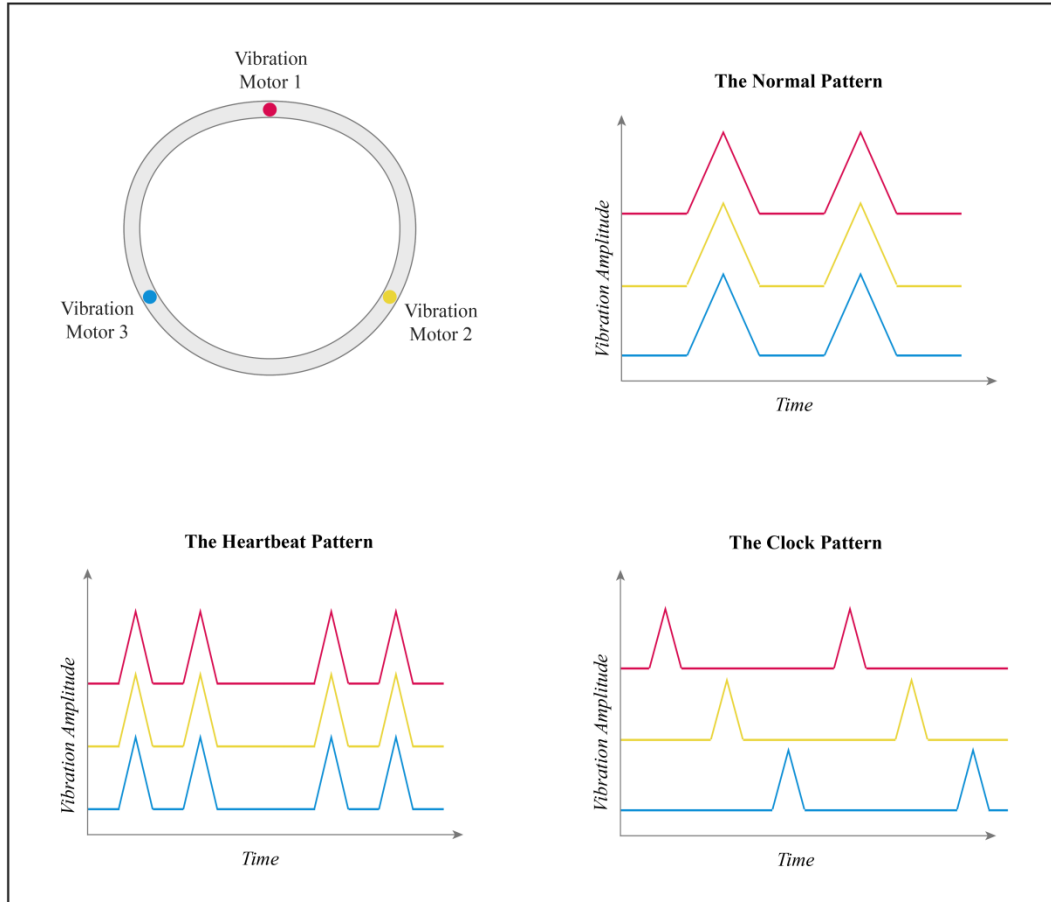 Vibration
Motor 1
Vibration
Motor 3
Vibration
Motor 2
The Normal Pattern
Vibration Amplitude
Time
The Heartbeat Pattern
Vibration Amplitude
Time
The Clock Pattern
Vibration Amplitude
Time